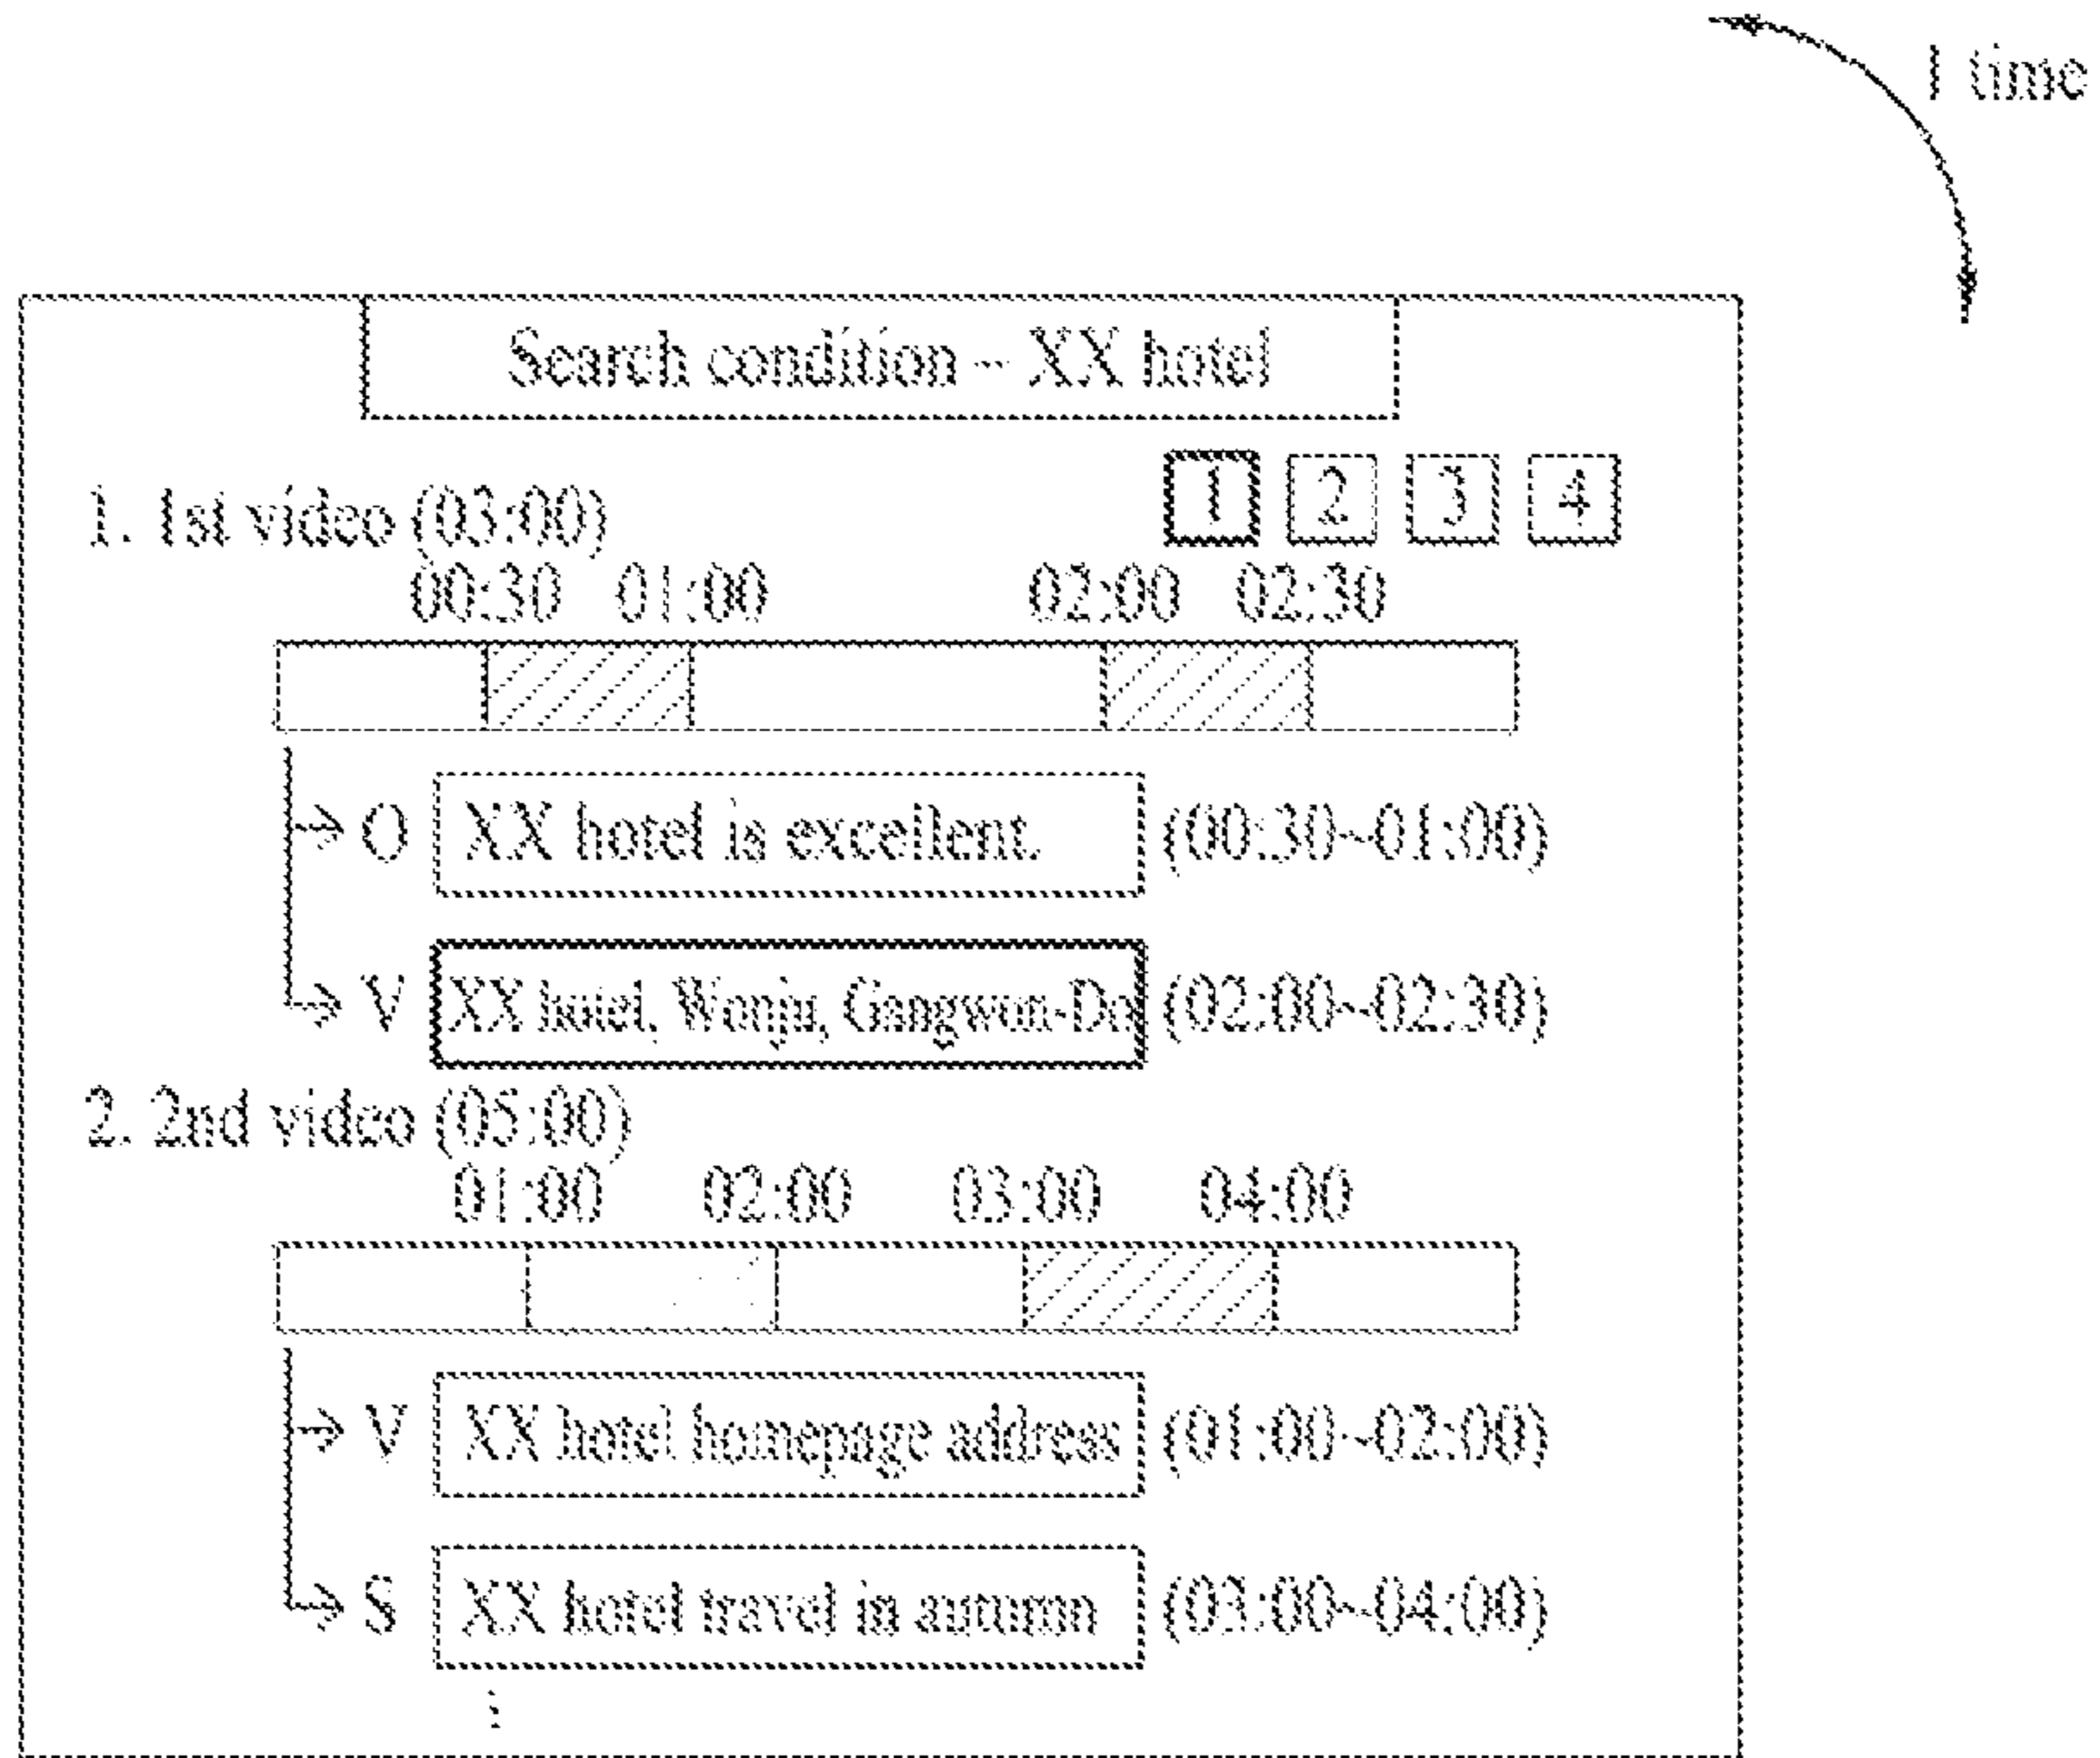 1 time
Search condition – XX hotel
1. 1st video (03:00)
1 2 3 4
00:30 01:00 02:00 02:30
O XX hotel is excellent. (00:30~01:00)
V XX hotel, Wonju, Gangwon-Do (02:00~02:30)
2. 2nd video (05:00)
01:00 02:00 03:00 04:00
V XX hotel homepage address (01:00~02:00)
S XX hotel travel in autumn (03:00~04:00)
⋮